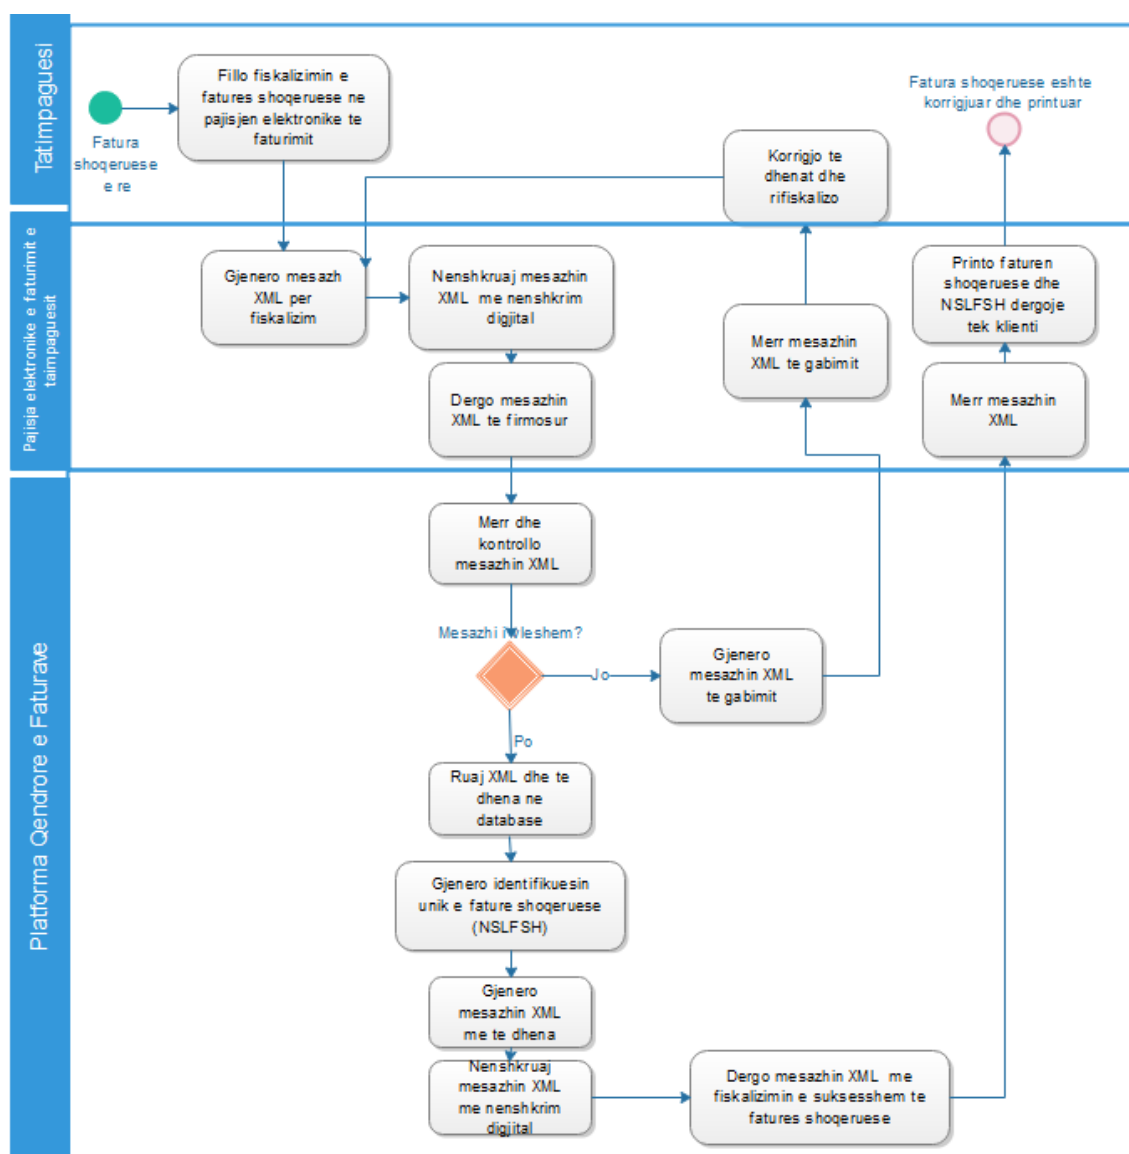 Tatimpaguesi
Fatura
shoqeruese
e re
Fillo fiskalizimin e
fatures shoqeruese ne
pajisjen elektronike te
faturimit
Korrigjo te
dhenat dhe
rifiskalizo
Fatura shoqeruese eshte
korrigjuar dhe printuar
Pajisja elektronike e faturimit e
taimpaguesit
Gjenero mesazh
XML per
fiskalizim
Nenshkruaj mesazhin
XML me nenshkrim
digjital
Dergo mesazhin
XML te firmosur
Merr mesazhin
XML te gabimit
Printo faturen
shoqeruese dhe
NSLFSH dergoje
tek klienti
Merr mesazhin
XML
Platforma Qendrore e Faturave
Merr dhe
kontrollo
mesazhin XML
Mesazhi i vleshem?
Jo
Gjenero
mesazhin XML
te gabimit
Po
Ruaj XML dhe te
dhena ne
database
Gjenero identifikuesin
unik e fature shoqeruese
(NSLFSH)
Gjenero
mesazhin XML
me te dhena
Nenshkruaj
mesazhin XML
me nenshkrim
digjital
Dergo mesazhin XML me
fiskalizimin e suksesshem te
fatures shoqeruese